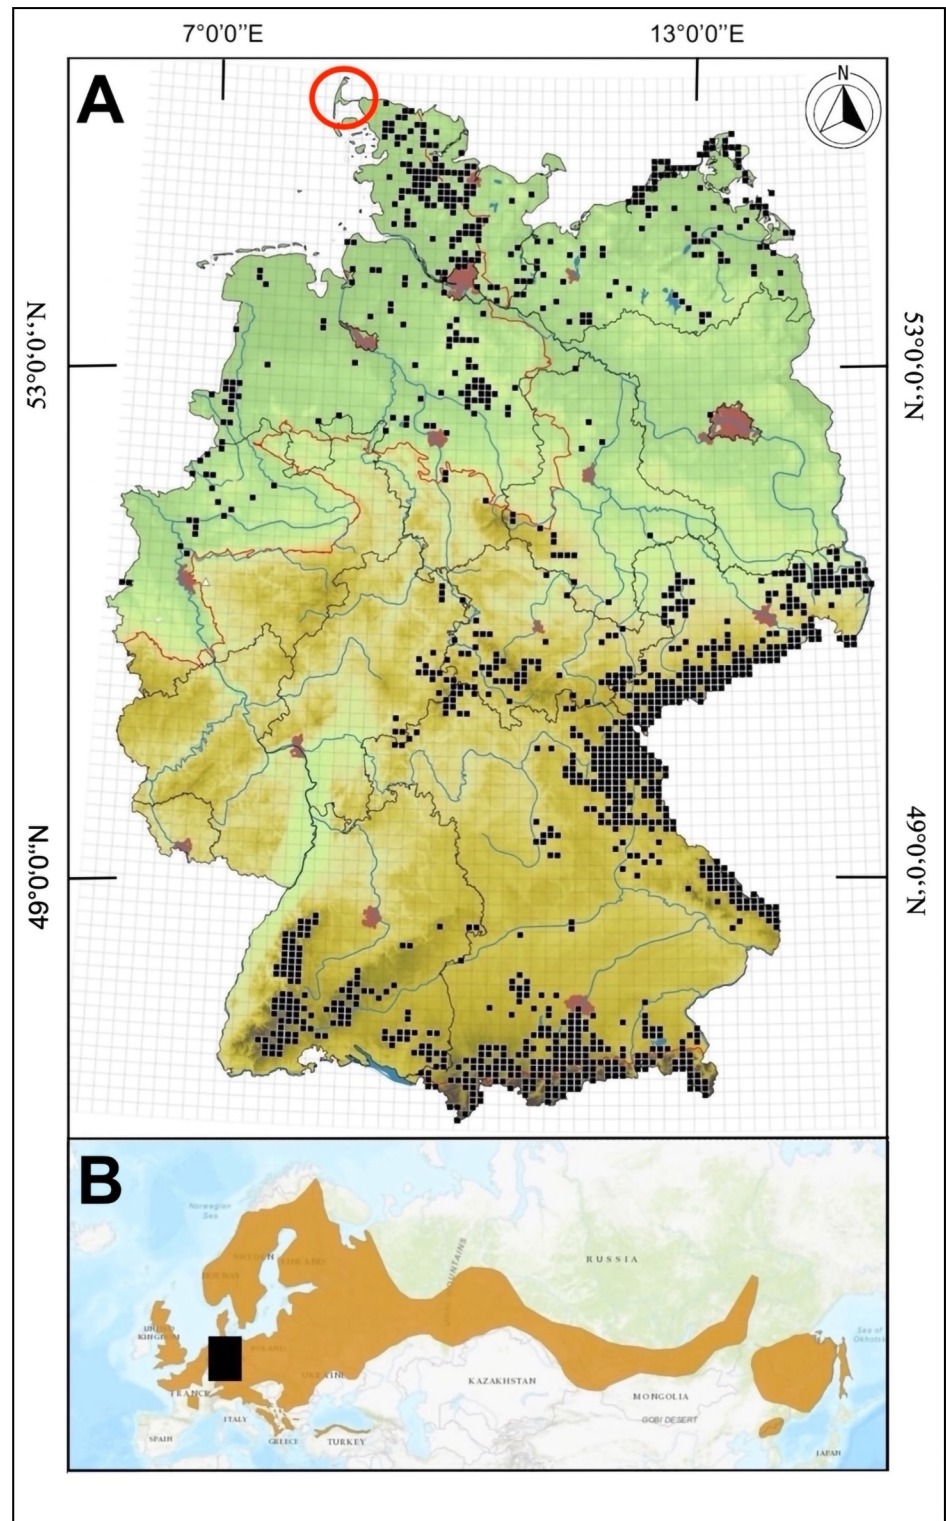 7°0'0''E
13°0'0''E
A
N
53°0'0''N
53°0'0''N
49°0'0''N
49°0'0''N
B
Norwegian
Sea
SWEDEN
NORWAY
UNITED
KINGDOM
POLAND
UKRAINE
FRANCE
ITALY
SPAIN
GREECE
TURKEY
RUSSIA
KAZAKHSTAN
MONGOLIA
GOBI DESERT
Sea of
Okhotsk
JAPAN